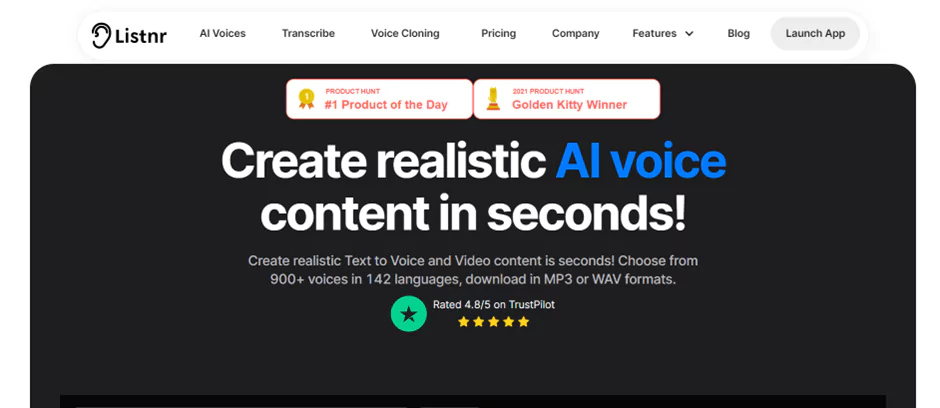 Listnr AI Voices Transcribe Voice Cloning Pricing Company Features Blog Launch App
PRODUCT HUNT
#1 Product of the Day
2021 PRODUCT HUNT
Golden Kitty Winner
Create realistic AI voice
content in seconds!
Create realistic Text to Voice and Video content is seconds! Choose from
900+ voices in 142 languages, download in MP3 or WAV formats.
Rated 4.8/5 on TrustPilot